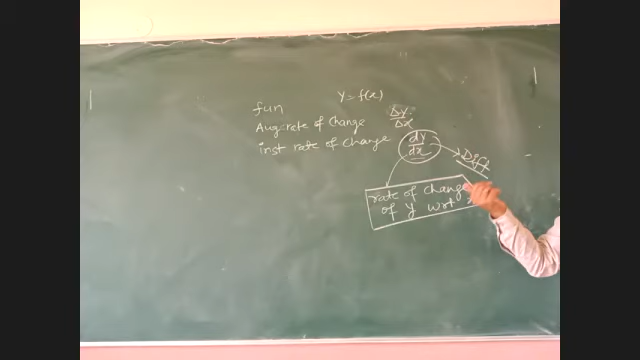 y = f(x)
fun
Avg rate of Change Δy/Δx
inst rate of Change dy/dx
Diff
rate of Change
of y wrt